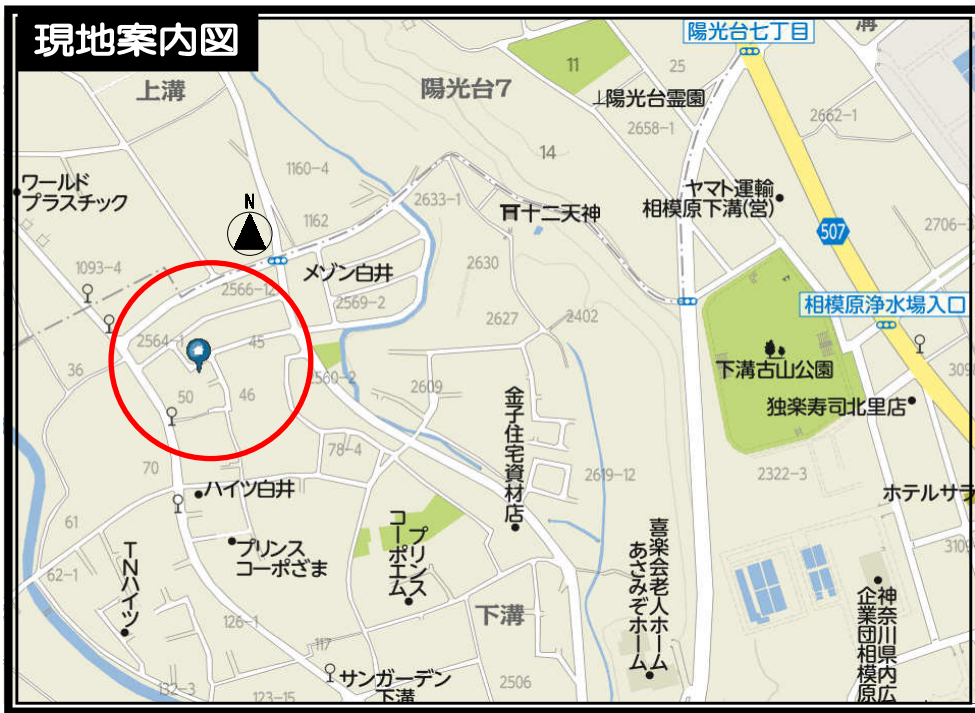 現地案内図
陽光台七丁目
溝
上溝
陽光台7
11
25
⊥陽光台霊園
2658-1
2662-1
14
1160-4
ワールド
プラスチック
N
1162
2633-1
十二天神
ヤマト運輸
相模原下溝(営)
2706-3
507
1093-4
メゾン白井
2630
2566-12
2569-2
相模原浄水場入口
2627
2402
2564-1
45
36
2560-2
2609
下溝古山公園
309
50
46
独楽寿司北里店
金子住宅資材店
78-4
70
2619-12
2322-3
ハイツ白井
ホテルサラ
61
プリンス
コーポエム
プリンス
コーポざま
喜楽会老人ホーム
あさみぞホーム
3109
TNハイツ
62-1
神奈川県内広
企業団相模原
126-1
下溝
117
サンガーデン
下溝
2506
132-3
123-15